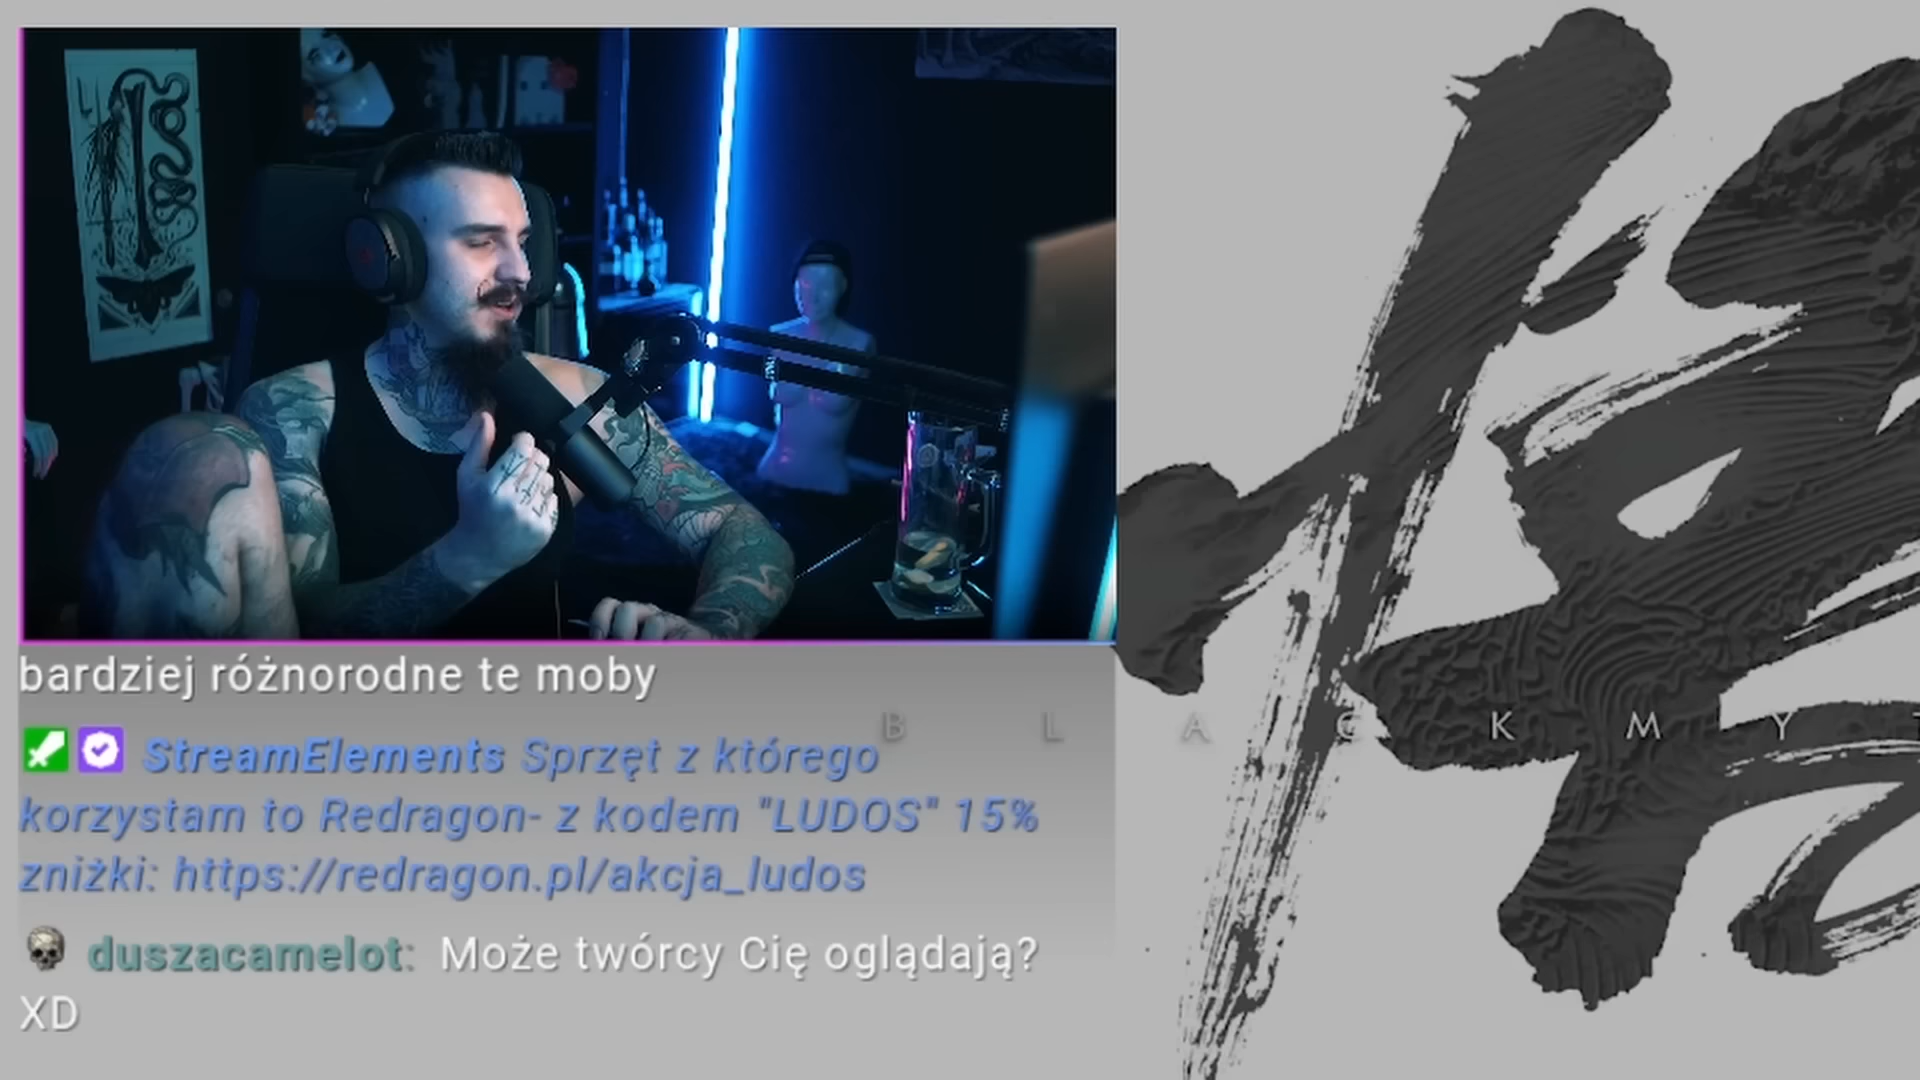 bardziej różnorodne te moby
StreamElements Sprzęt z którego
korzystam to Redragon- z kodem "LUDOS" 15%
zniżki: https://redragon.pl/akcja_ludos
duszacamelot: Może twórcy Cię oglądają?
XD
B L A C K M Y